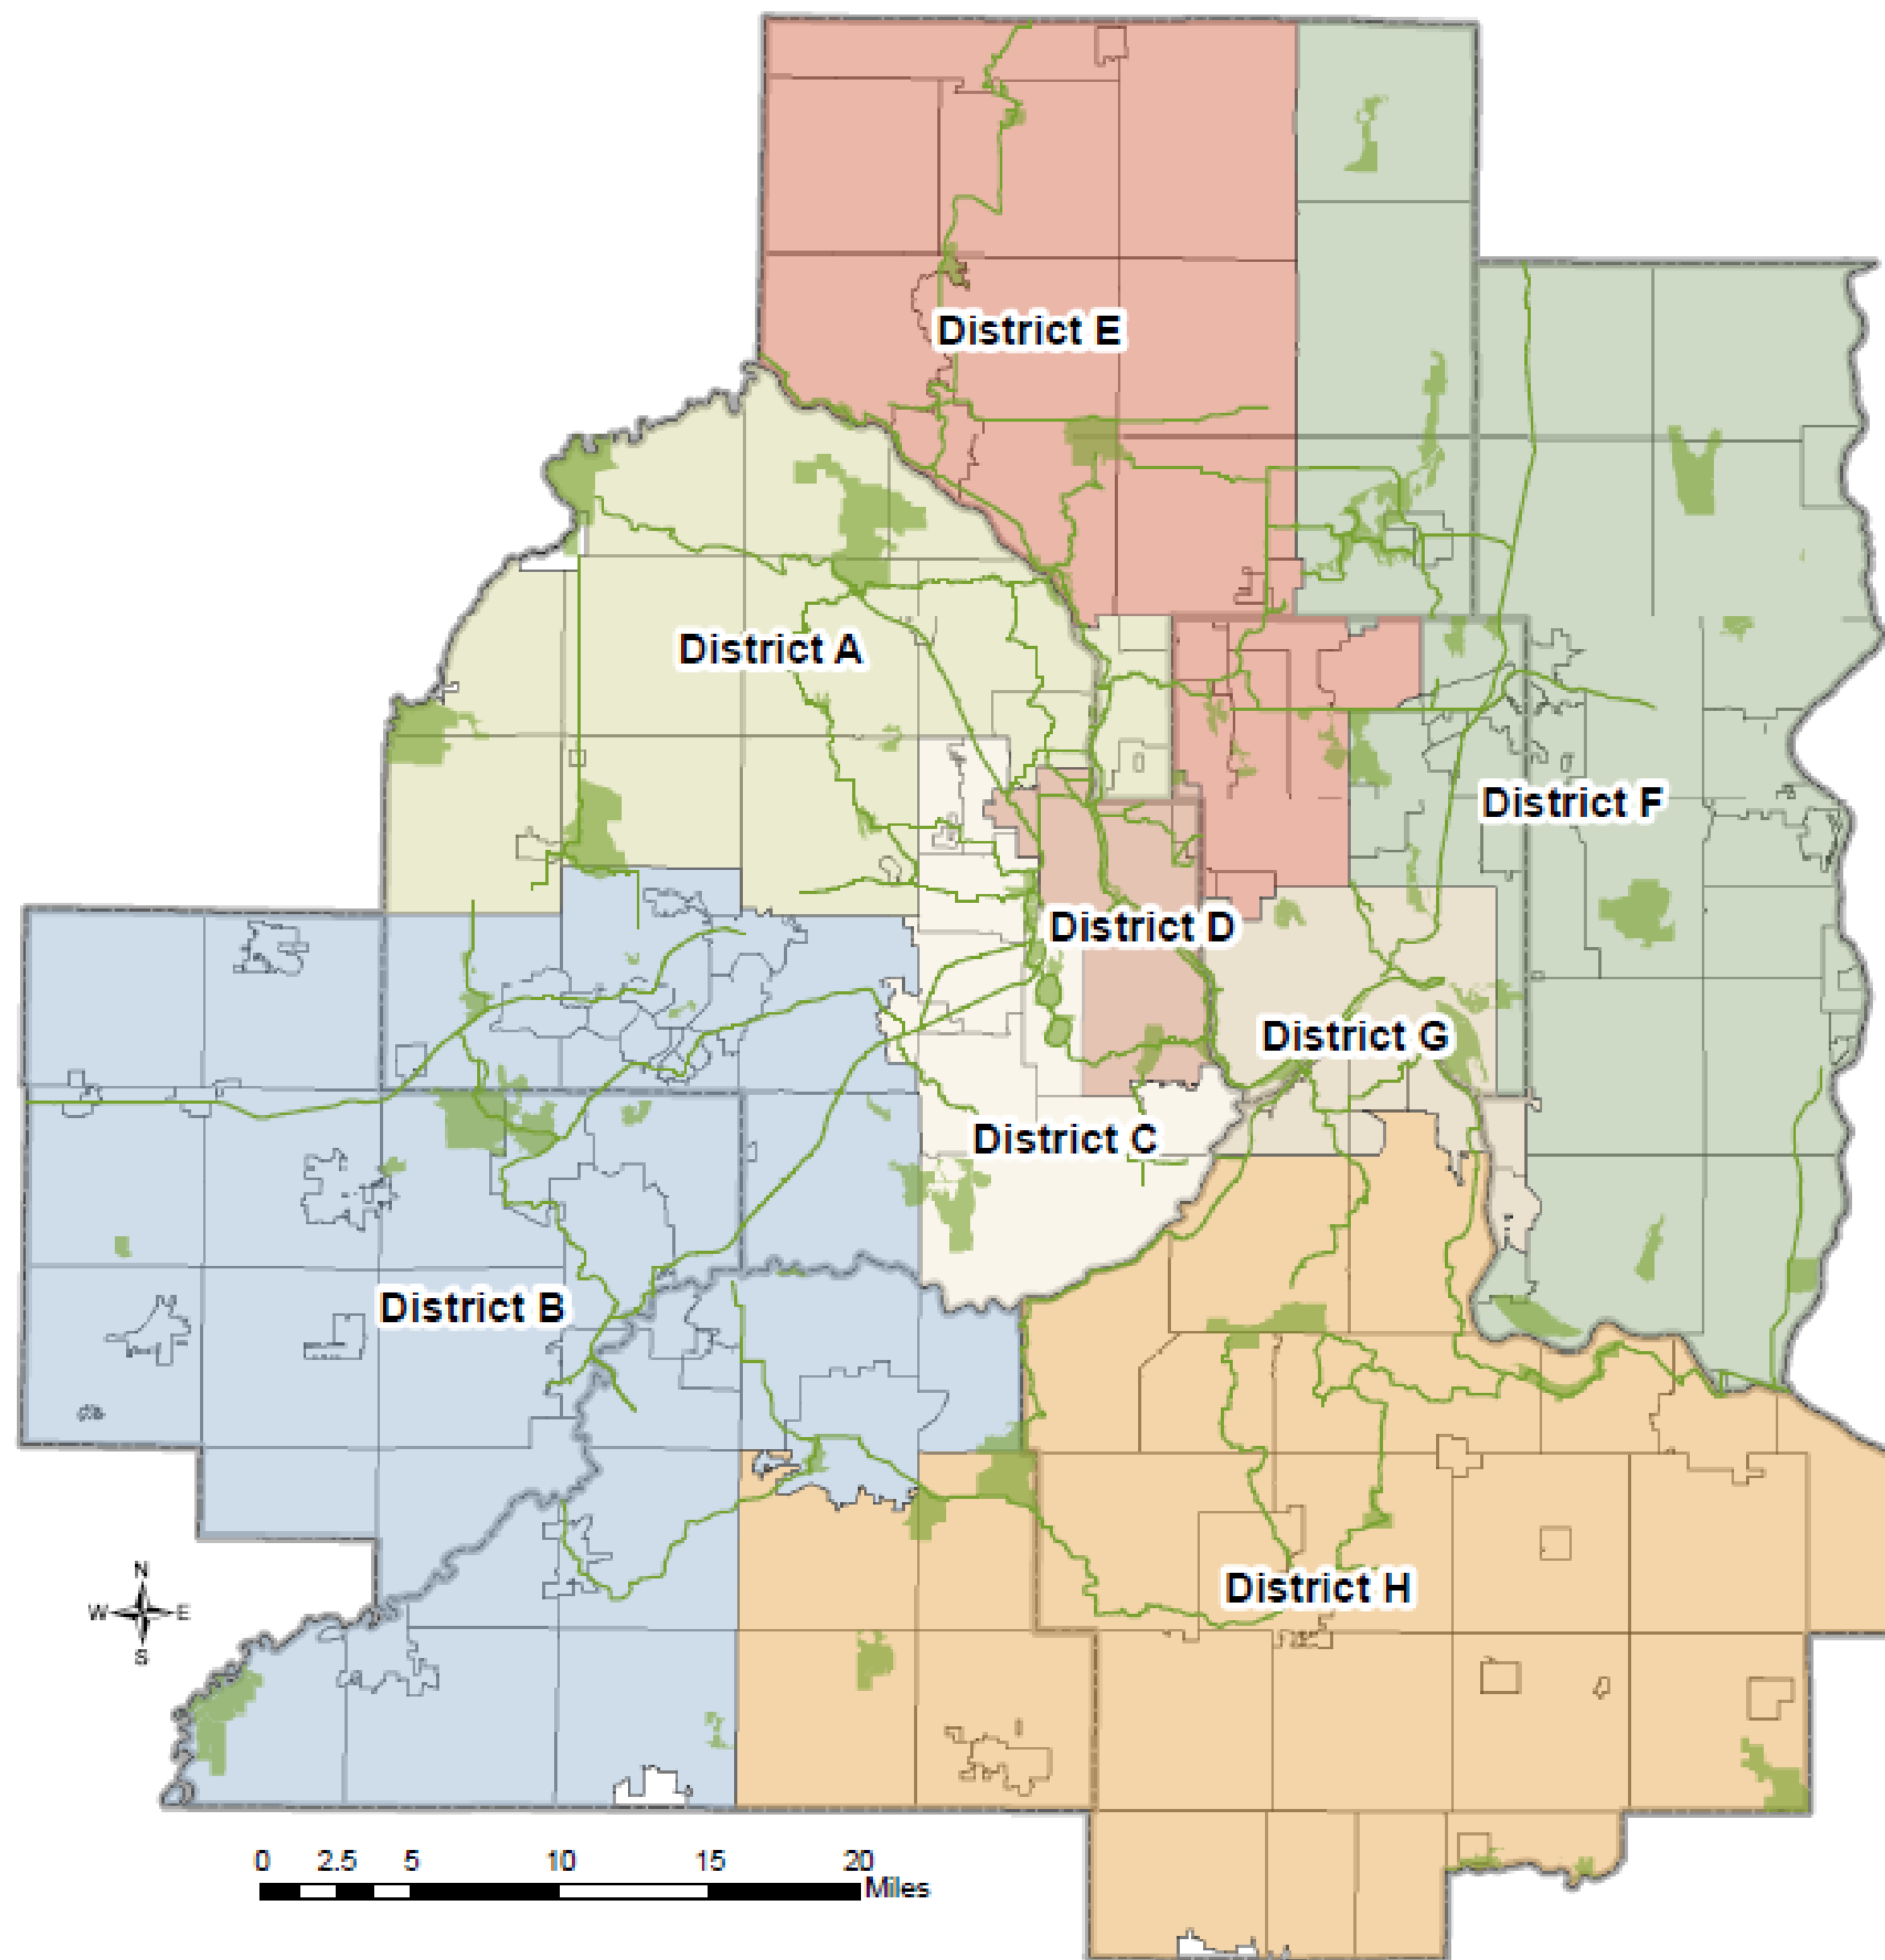 District E
District A
District F
District D
District G
District C
District B
District H
N
W
E
S
0 2.5 5 10 15 20
Miles